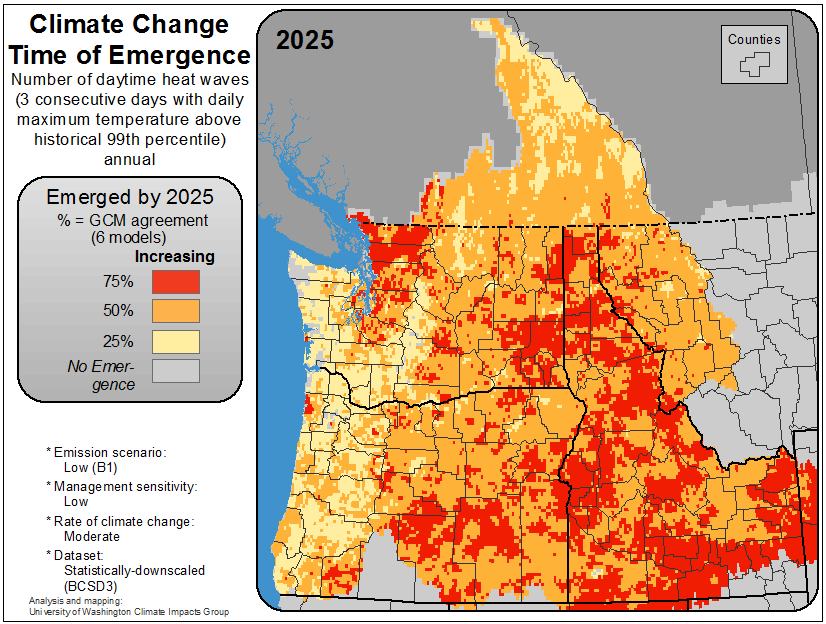 Climate Change
Time of Emergence
Number of daytime heat waves
(3 consecutive days with daily
maximum temperature above
historical 99th percentile)
annual
2025
Counties
Emerged by 2025
% = GCM agreement
(6 models)
Increasing
75%
50%
25%
No Emer-
gence
* Emission scenario:
Low (B1)
* Management sensitivity:
Low
* Rate of climate change:
Moderate
* Dataset:
Statistically-downscaled
(BCSD3)
Analysis and mapping:
University of Washington Climate Impacts Group